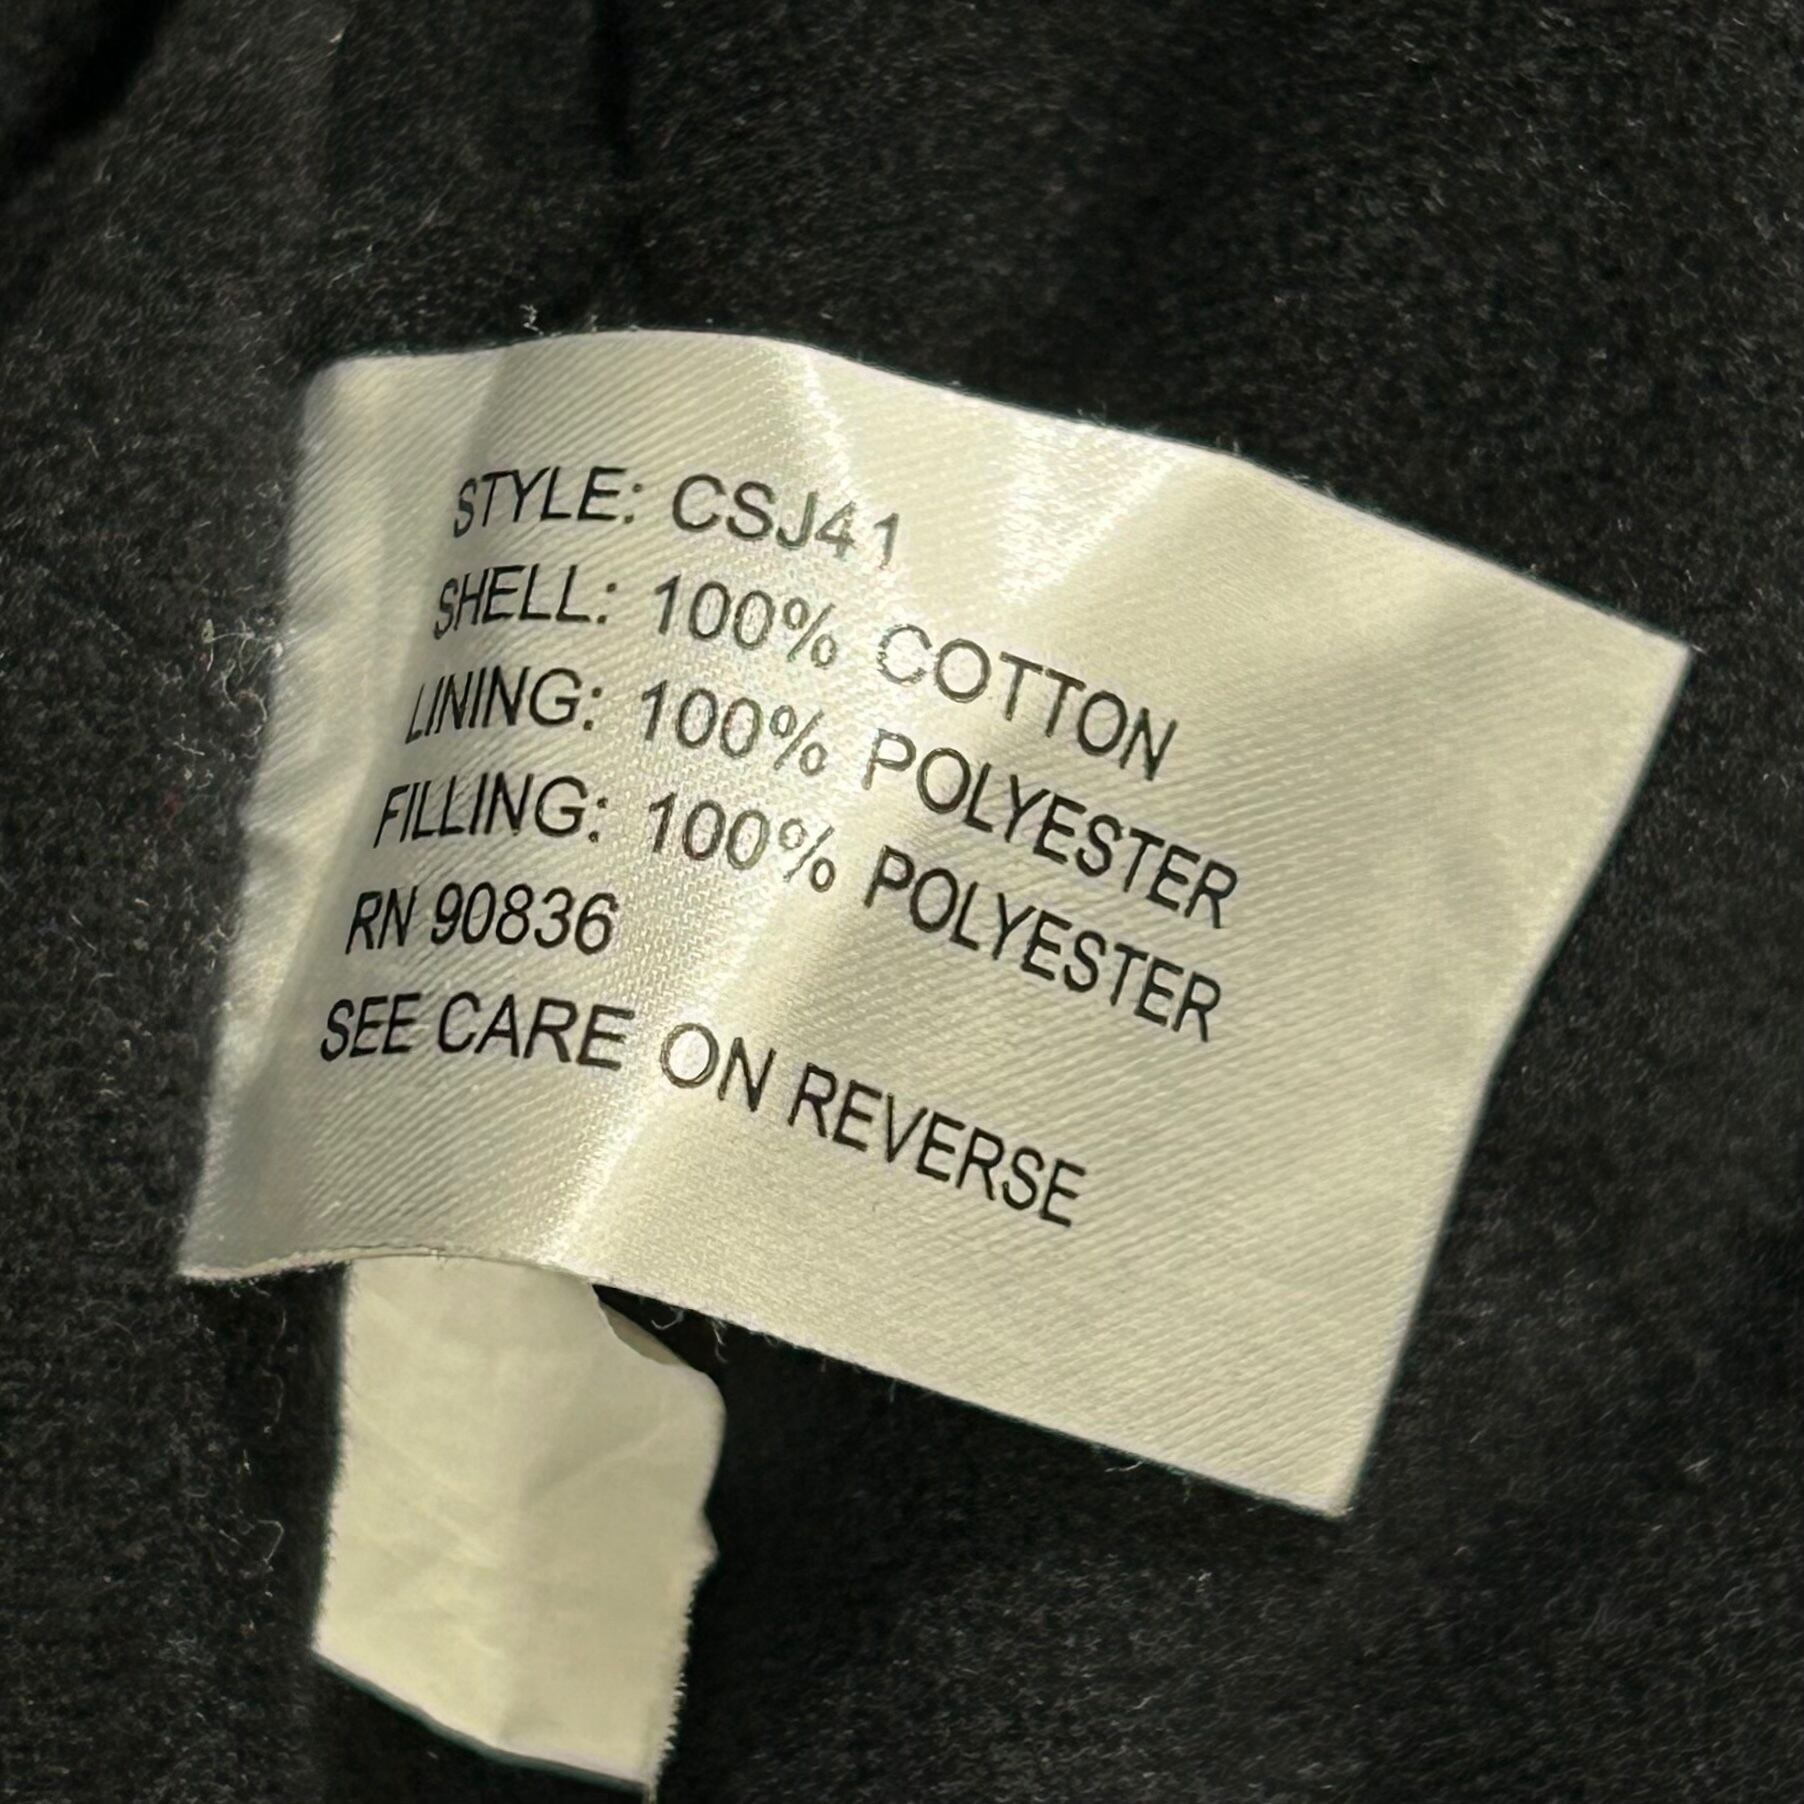 STYLE: CSJ41
SHELL: 100% COTTON
LINING: 100% POLYESTER
FILLING: 100% POLYESTER
RN 90836
SEE CARE ON REVERSE